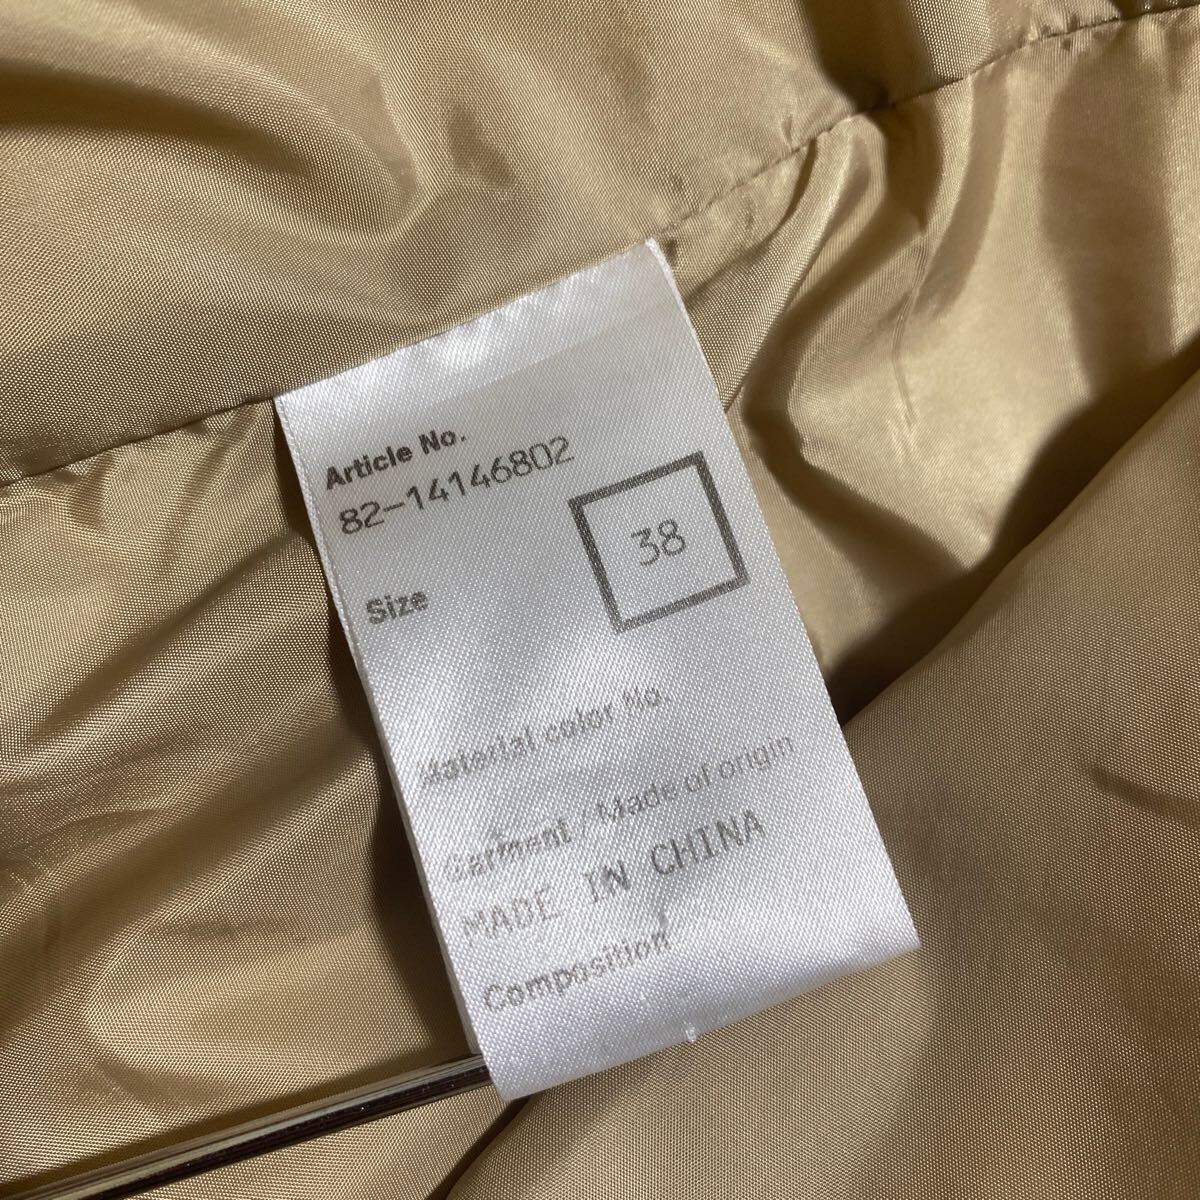 Article No.
82-14146802
Size
38
Material color No.
Garment / Made of origin
MADE IN CHINA
Composition